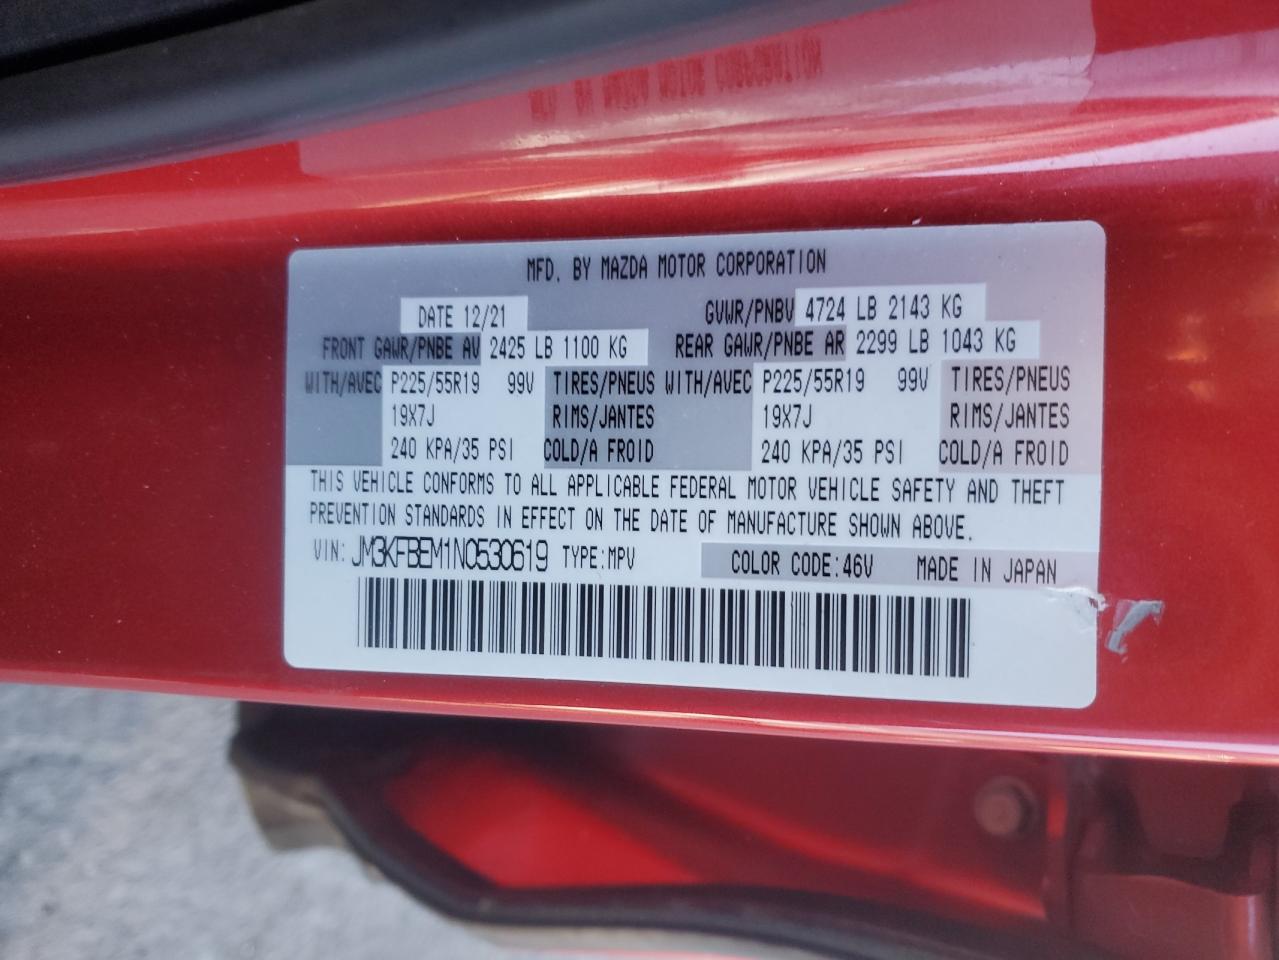 MFD. BY MAZDA MOTOR CORPORATION
DATE 12/21 GVWR/PNBV 4724 LB 2143 KG
FRONT GAWR/PNBE AV 2425 LB 1100 KG REAR GAWR/PNBE AR 2299 LB 1043 KG
WITH/AVEC P225/55R19 99V TIRES/PNEUS WITH/AVEC P225/55R19 99V TIRES/PNEUS
19X7J RIMS/JANTES 19X7J RIMS/JANTES
240 KPA/35 PSI COLD/A FROID 240 KPA/35 PSI COLD/A FROID
THIS VEHICLE CONFORMS TO ALL APPLICABLE FEDERAL MOTOR VEHICLE SAFETY AND THEFT
PREVENTION STANDARDS IN EFFECT ON THE DATE OF MANUFACTURE SHOWN ABOVE.
VIN: JM3KFBEM1N0530619 TYPE:MPV COLOR CODE:46V MADE IN JAPAN